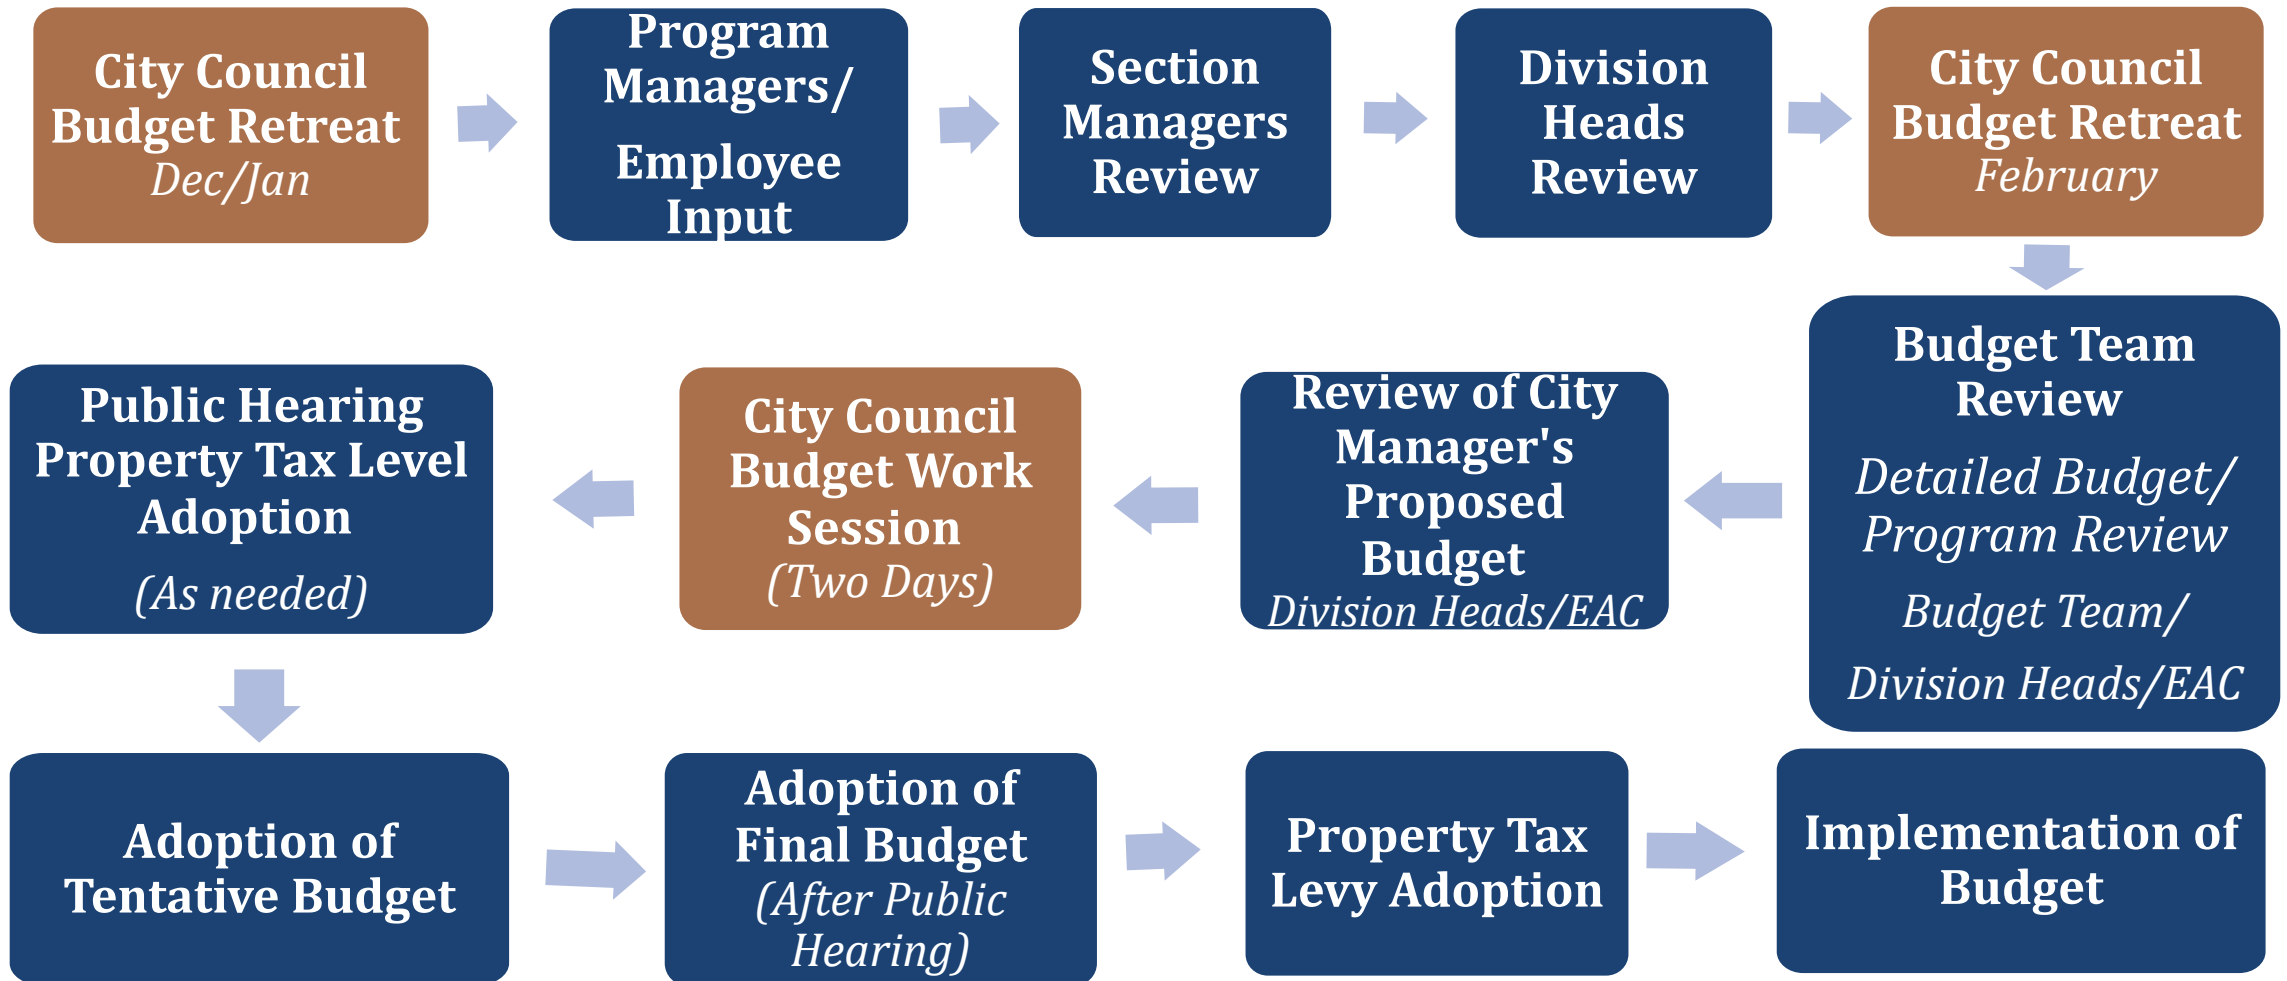 City Council
Budget Retreat
Dec/Jan
Program
Managers/
Employee
Input
Section
Managers
Review
Division
Heads
Review
City Council
Budget Retreat
February
Budget Team
Review
Detailed Budget/
Program Review
Budget Team/
Division Heads/EAC
Review of City
Manager's
Proposed
Budget
Division Heads/EAC
City Council
Budget Work
Session
(Two Days)
Public Hearing
Property Tax Level
Adoption
(As needed)
Adoption of
Tentative Budget
Adoption of
Final Budget
(After Public
Hearing)
Property Tax
Levy Adoption
Implementation of
Budget